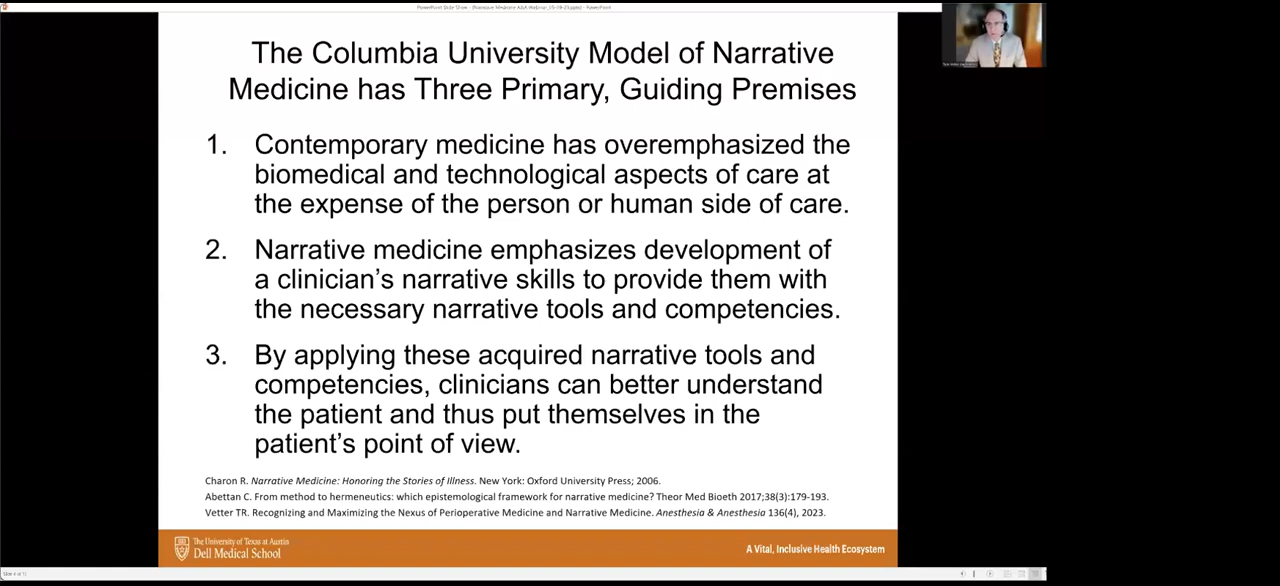 The Columbia University Model of Narrative
Medicine has Three Primary, Guiding Premises
1. Contemporary medicine has overemphasized the
biomedical and technological aspects of care at
the expense of the person or human side of care.
2. Narrative medicine emphasizes development of
a clinician's narrative skills to provide them with
the necessary narrative tools and competencies.
3. By applying these acquired narrative tools and
competencies, clinicians can better understand
the patient and thus put themselves in the
patient's point of view.
Charon R. Narrative Medicine: Honoring the Stories of Illness. New York: Oxford University Press; 2006.
Abettan C. From method to hermeneutics: which epistemological framework for narrative medicine? Theor Med Bioeth 2017;38(3):179-193.
Vetter TR. Recognizing and Maximizing the Nexus of Perioperative Medicine and Narrative Medicine. Anesthesia & Anesthesia 136(4), 2023.
The University of Texas at Austin
Dell Medical School
A Vital, Inclusive Health Ecosystem